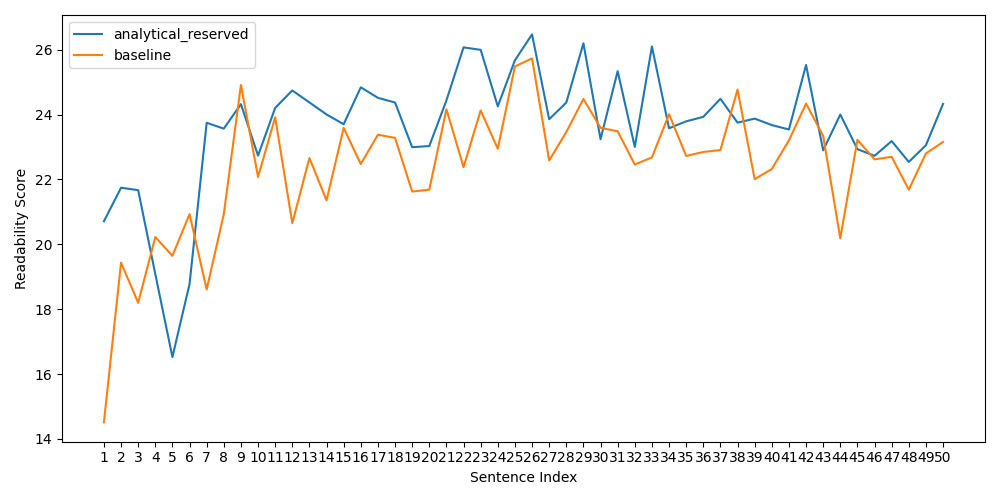 analytical_reserved
baseline
Readability Score
26
24
22
20
18
16
14
1 2 3 4 5 6 7 8 9 10 11 12 13 14 15 16 17 18 19 20 21 22 23 24 25 26 27 28 29 30 31 32 33 34 35 36 37 38 39 40 41 42 43 44 45 46 47 48 49 50
Sentence Index